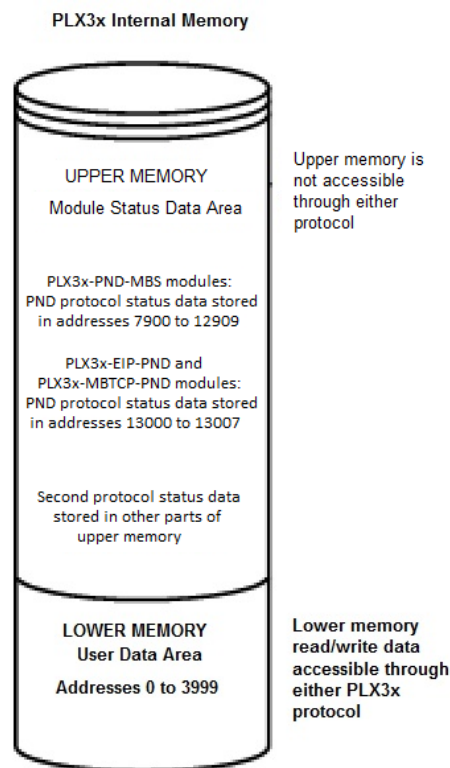 PLX3x Internal Memory
UPPER MEMORY
Module Status Data Area
Upper memory is
not accessible
through either
protocol
PLX3x-PND-MBS modules:
PND protocol status data stored
in addresses 7900 to 12909
PLX3x-EIP-PND and
PLX3x-MBTCP-PND modules:
PND protocol status data stored
in addresses 13000 to 13007
Second protocol status data
stored in other parts of
upper memory
LOWER MEMORY
User Data Area
Addresses 0 to 3999
Lower memory
read/write data
accessible through
either PLX3x
protocol